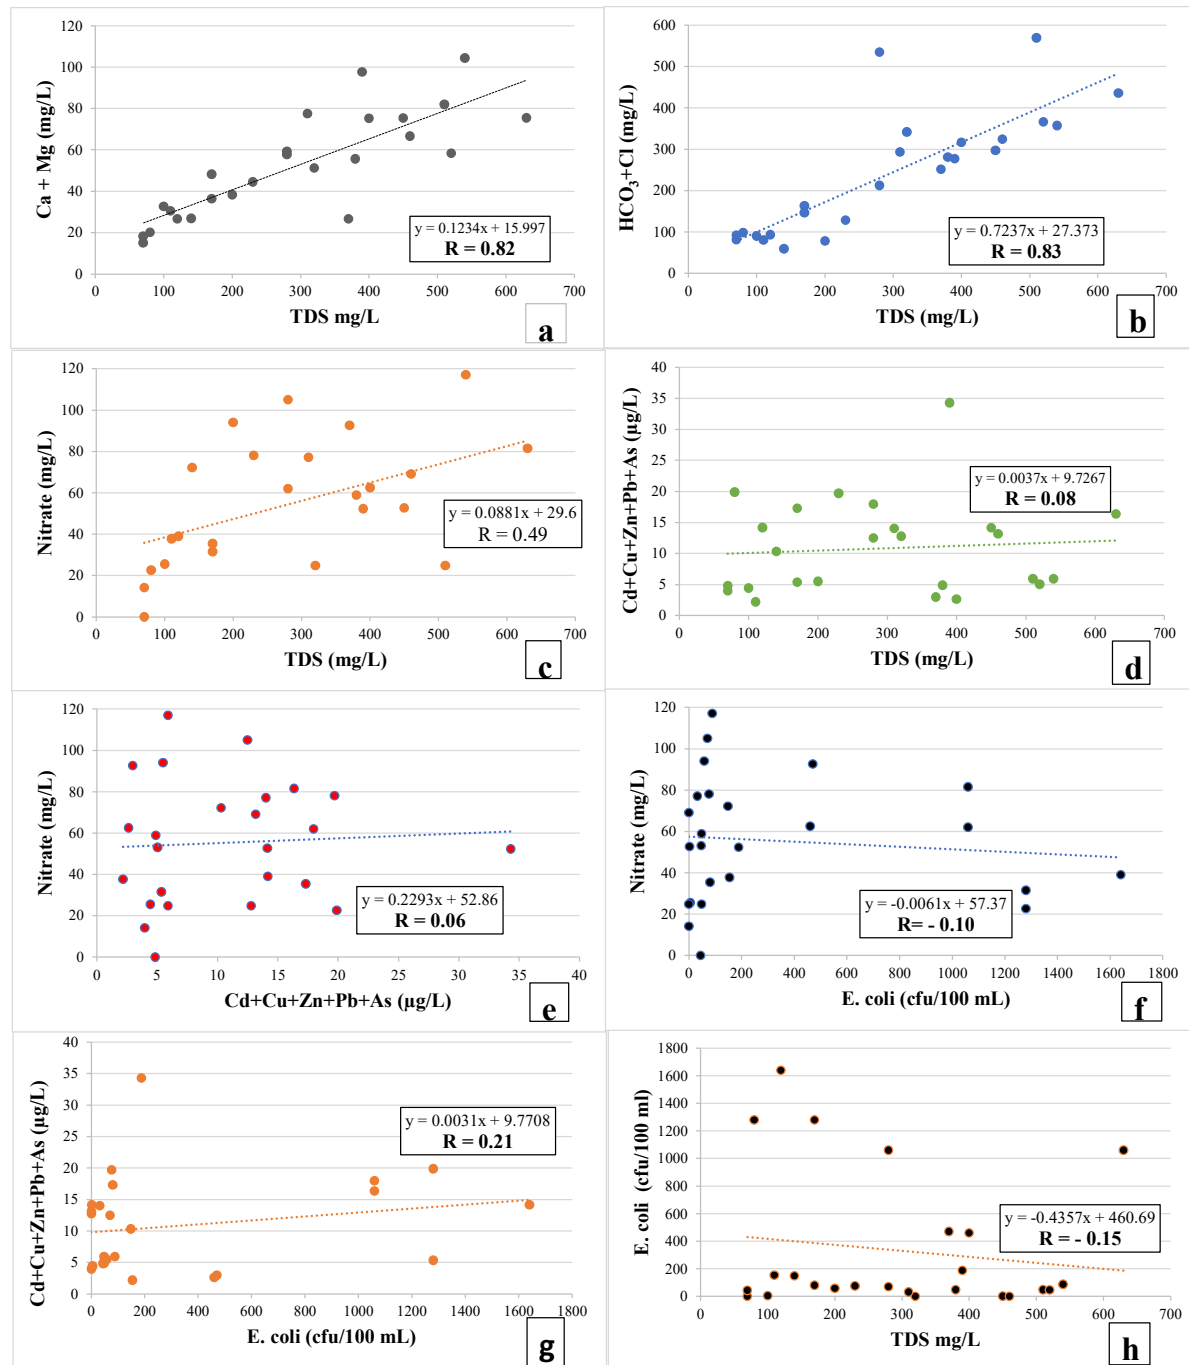 120
100
80
60
40
20
0
Ca + Mg (mg/L)
y = 0.1234x + 15.997
R = 0.82
0 100 200 300 400 500 600 700
TDS mg/L
a
600
500
400
300
200
100
0
HCO₃+Cl (mg/L)
y = 0.7237x + 27.373
R = 0.83
0 100 200 300 400 500 600 700
TDS (mg/L)
b
120
100
80
60
40
20
0
Nitrate (mg/L)
y = 0.0881x + 29.6
R = 0.49
0 100 200 300 400 500 600 700
TDS (mg/L)
c
40
35
30
25
20
15
10
5
0
Cd+Cu+Zn+Pb+As (µg/L)
y = 0.0037x + 9.7267
R = 0.08
0 100 200 300 400 500 600 700
TDS (mg/L)
d
120
100
80
60
40
20
0
Nitrate (mg/L)
y = 0.2293x + 52.86
R = 0.06
0 5 10 15 20 25 30 35 40
Cd+Cu+Zn+Pb+As (µg/L)
e
120
100
80
60
40
20
0
Nitrate (mg/L)
y = -0.0061x + 57.37
R= - 0.10
0 200 400 600 800 1000 1200 1400 1600 1800
E. coli (cfu/100 mL)
f
40
35
30
25
20
15
10
5
0
Cd+Cu+Zn+Pb+As (µg/L)
y = 0.0031x + 9.7708
R = 0.21
0 200 400 600 800 1000 1200 1400 1600 1800
E. coli (cfu/100 mL)
g
1800
1600
1400
1200
1000
800
600
400
200
0
E. coli (cfu/100 ml)
y = -0.4357x + 460.69
R = - 0.15
0 100 200 300 400 500 600 700
TDS mg/L
h